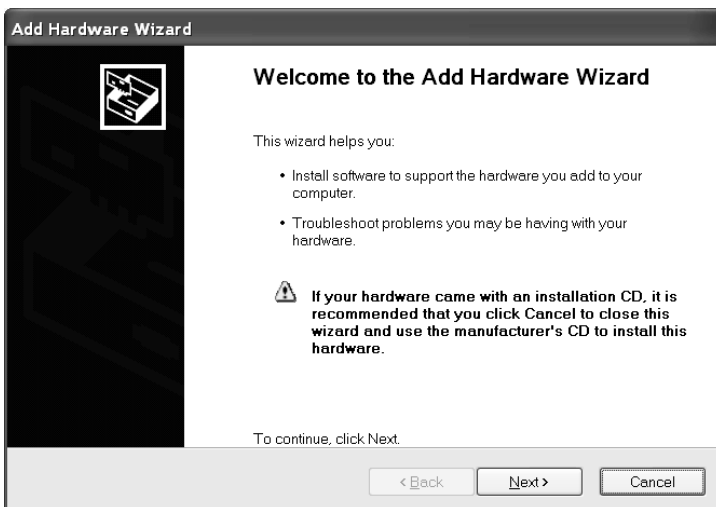 Add Hardware Wizard
Welcome to the Add Hardware Wizard
This wizard helps you:
• Install software to support the hardware you add to your
computer.
• Troubleshoot problems you may be having with your
hardware.
If your hardware came with an installation CD, it is
recommended that you click Cancel to close this
wizard and use the manufacturer's CD to install this
hardware.
To continue, click Next.
< Back Next > Cancel